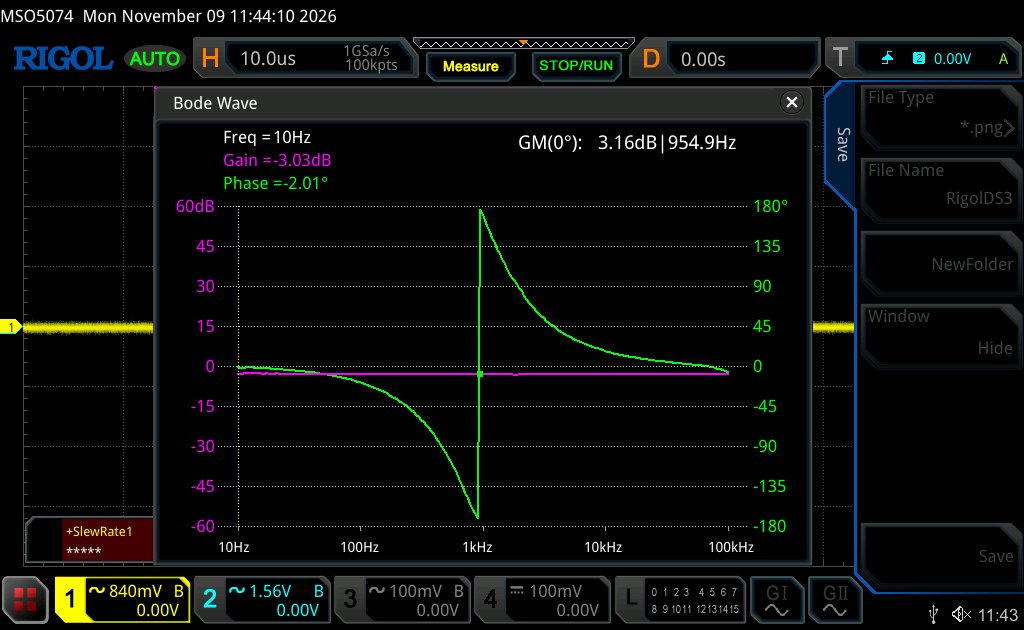 MSO5074 Mon November 09 11:44:10 2026
RIGOL AUTO H 10.0us 1GSa/s 100kpts Measure STOP/RUN D 0.00s T 2 0.00V A
Bode Wave
Save
File Type
*.png
File Name
RigolDS3
NewFolder
Window
Hide
Save
Freq =10Hz
Gain =-3.03dB
Phase =-2.01°
GM(0°): 3.16dB|954.9Hz
60dB 180°
45 135
30 90
15 45
0 0
-15 -45
-30 -90
-45 -135
-60 -180
10Hz 100Hz 1kHz 10kHz 100kHz
1
+SlewRate1
*****
1 840mV B 0.00V
2 1.56V B 0.00V
3 100mV B 0.00V
4 100mV 0.00V
L 0 1 2 3 4 5 6 7
8 9 10 11 12 13 14 15
GI GII
11:43